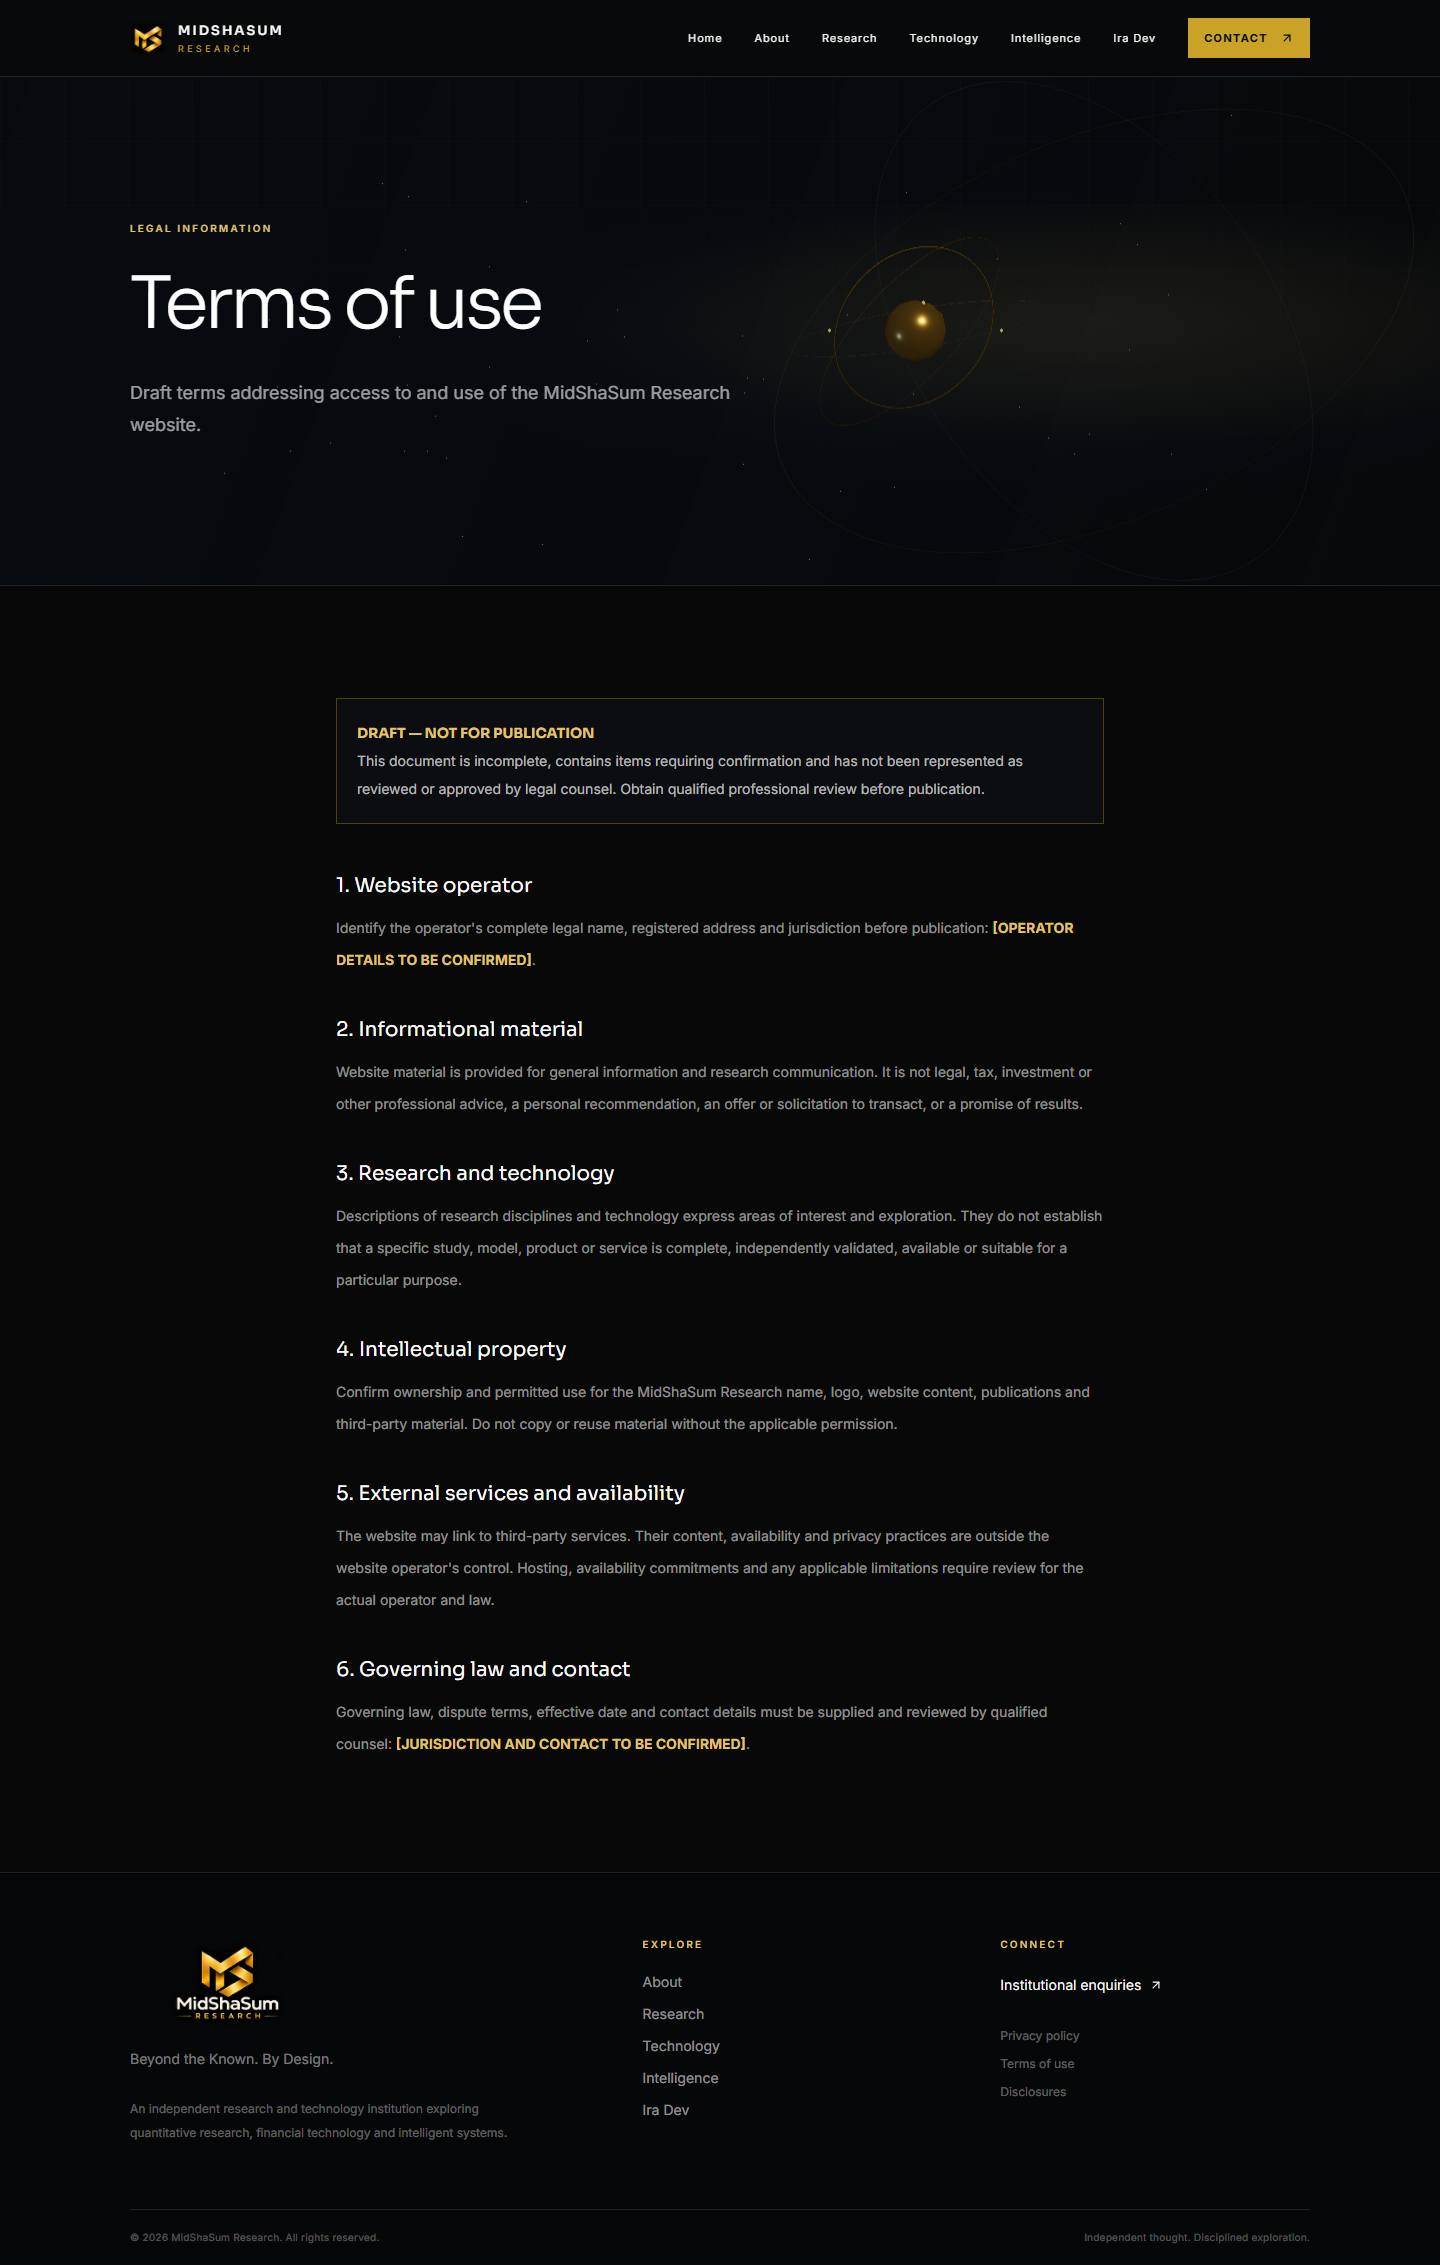 MIDSHASUM
RESEARCH
Home
About
Research
Technology
Intelligence
Ira Dev
CONTACT
LEGAL INFORMATION
Terms of use
Draft terms addressing access to and use of the MidShaSum Research
website.
DRAFT — NOT FOR PUBLICATION
This document is incomplete, contains items requiring confirmation and has not been represented as
reviewed or approved by legal counsel. Obtain qualified professional review before publication.
1. Website operator
Identify the operator's complete legal name, registered address and jurisdiction before publication: [OPERATOR
DETAILS TO BE CONFIRMED].
2. Informational material
Website material is provided for general information and research communication. It is not legal, tax, investment or
other professional advice, a personal recommendation, an offer or solicitation to transact, or a promise of results.
3. Research and technology
Descriptions of research disciplines and technology express areas of interest and exploration. They do not establish
that a specific study, model, product or service is complete, independently validated, available or suitable for a
particular purpose.
4. Intellectual property
Confirm ownership and permitted use for the MidShaSum Research name, logo, website content, publications and
third-party material. Do not copy or reuse material without the applicable permission.
5. External services and availability
The website may link to third-party services. Their content, availability and privacy practices are outside the
website operator's control. Hosting, availability commitments and any applicable limitations require review for the
actual operator and law.
6. Governing law and contact
Governing law, dispute terms, effective date and contact details must be supplied and reviewed by qualified
counsel: [JURISDICTION AND CONTACT TO BE CONFIRMED].
MidShaSum
RESEARCH
Beyond the Known. By Design.
An independent research and technology institution exploring
quantitative research, financial technology and intelligent systems.
EXPLORE
About
Research
Technology
Intelligence
Ira Dev
CONNECT
Institutional enquiries
Privacy policy
Terms of use
Disclosures
© 2026 MidShaSum Research. All rights reserved.
Independent thought. Disciplined exploration.